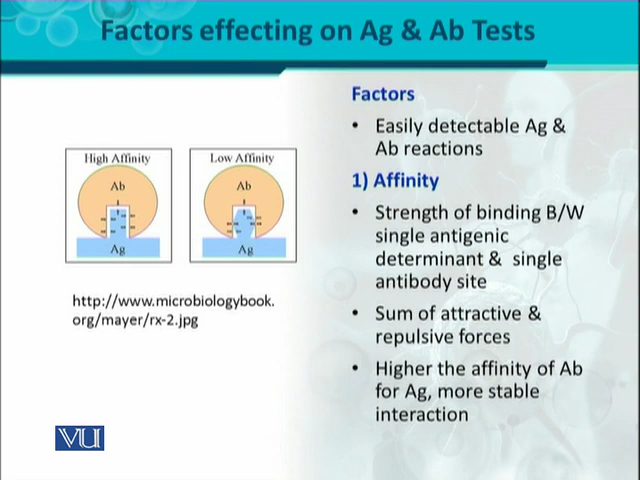 Factors effecting on Ag & Ab Tests
High Affinity
Ab
Ag
Low Affinity
Ab
Ag
http://www.microbiologybook.
org/mayer/rx-2.jpg
VU
Factors
• Easily detectable Ag &
Ab reactions
1) Affinity
• Strength of binding B/W
single antigenic
determinant & single
antibody site
• Sum of attractive &
repulsive forces
• Higher the affinity of Ab
for Ag, more stable
interaction